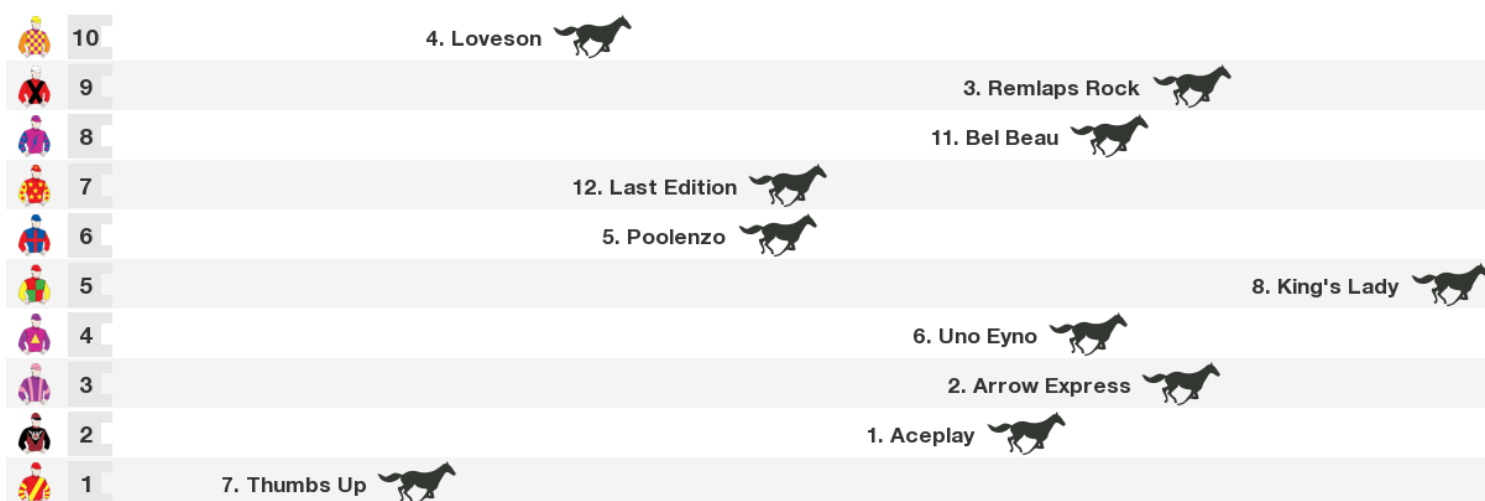 10 4. Loveson
9 3. Remlaps Rock
8 11. Bel Beau
7 12. Last Edition
6 5. Poolenzo
5 8. King's Lady
4 6. Uno Eyno
3 2. Arrow Express
2 1. Aceplay
1 7. Thumbs Up